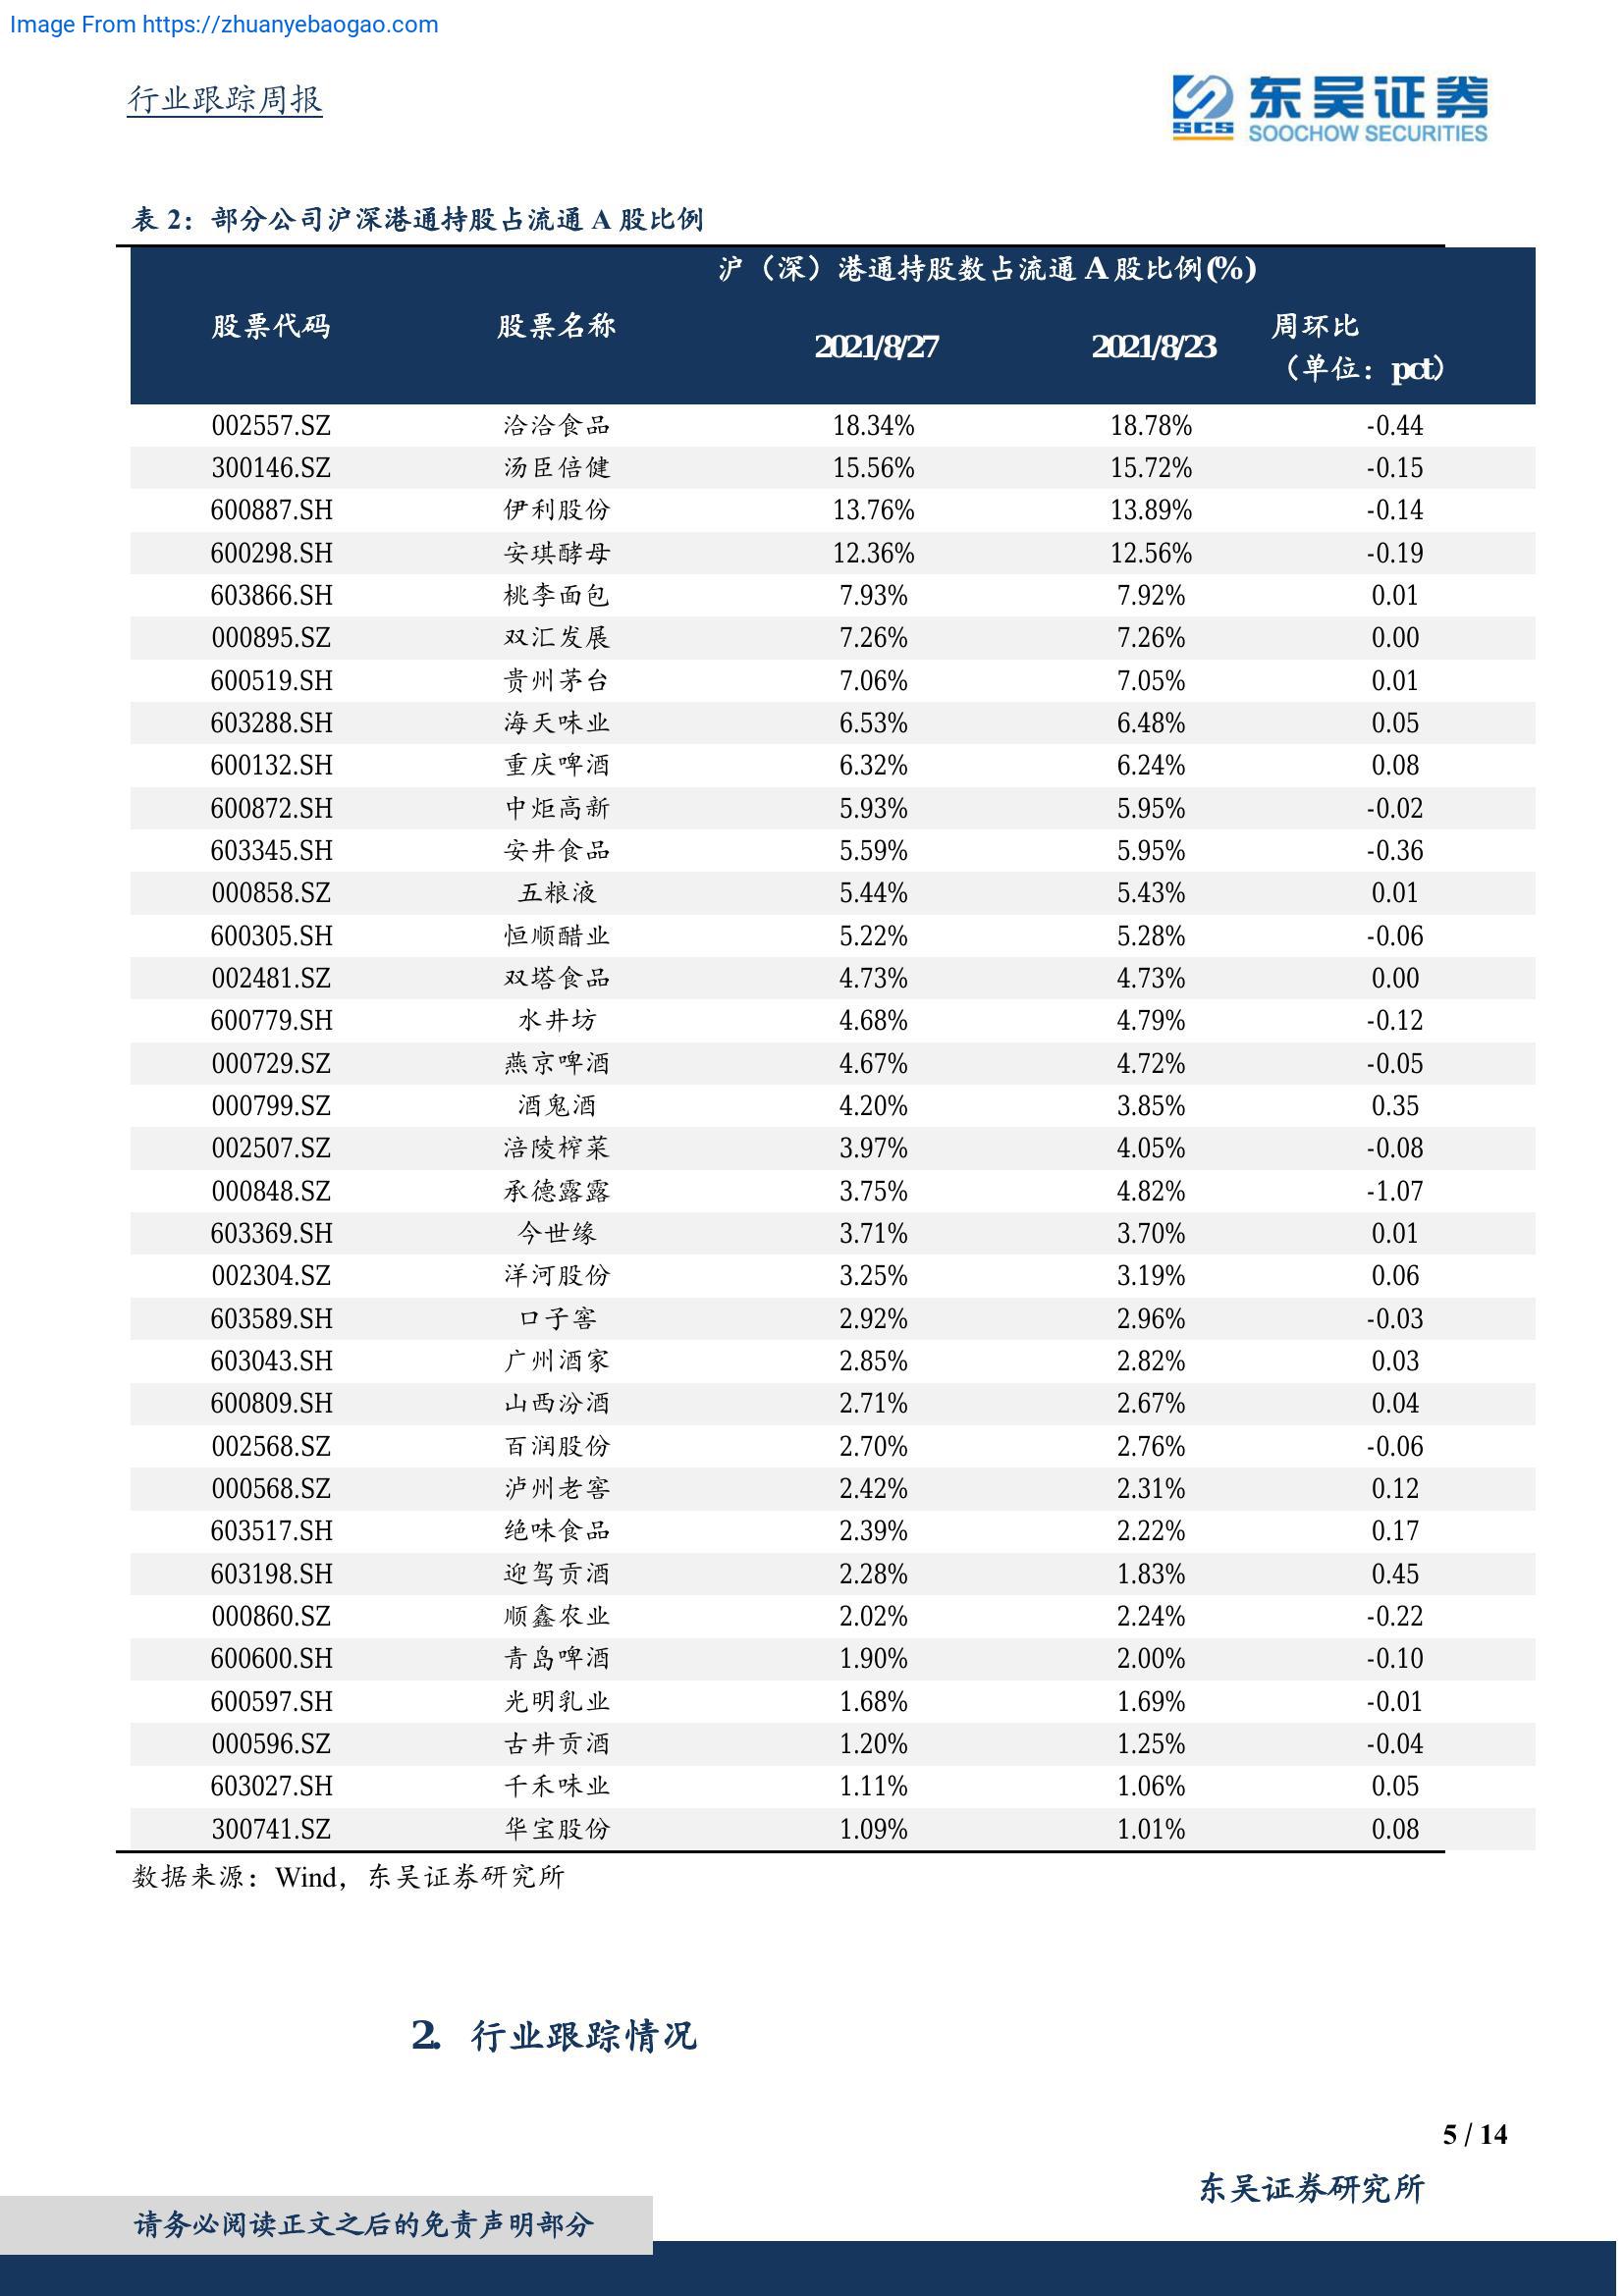 Image From https://zhuanyebaogao.com
行业跟踪周报
SCS 东吴证券
SOOCHOW SECURITIES
表 2：部分公司沪深港通持股占流通 A 股比例
沪（深）港通持股数占流通 A 股比例(%)
股票代码 股票名称 2021/8/27 2021/8/23 周环比
（单位：pct）
002557.SZ 洽洽食品 18.34% 18.78% -0.44
300146.SZ 汤臣倍健 15.56% 15.72% -0.15
600887.SH 伊利股份 13.76% 13.89% -0.14
600298.SH 安琪酵母 12.36% 12.56% -0.19
603866.SH 桃李面包 7.93% 7.92% 0.01
000895.SZ 双汇发展 7.26% 7.26% 0.00
600519.SH 贵州茅台 7.06% 7.05% 0.01
603288.SH 海天味业 6.53% 6.48% 0.05
600132.SH 重庆啤酒 6.32% 6.24% 0.08
600872.SH 中炬高新 5.93% 5.95% -0.02
603345.SH 安井食品 5.59% 5.95% -0.36
000858.SZ 五粮液 5.44% 5.43% 0.01
600305.SH 恒顺醋业 5.22% 5.28% -0.06
002481.SZ 双塔食品 4.73% 4.73% 0.00
600779.SH 水井坊 4.68% 4.79% -0.12
000729.SZ 燕京啤酒 4.67% 4.72% -0.05
000799.SZ 酒鬼酒 4.20% 3.85% 0.35
002507.SZ 涪陵榨菜 3.97% 4.05% -0.08
000848.SZ 承德露露 3.75% 4.82% -1.07
603369.SH 今世缘 3.71% 3.70% 0.01
002304.SZ 洋河股份 3.25% 3.19% 0.06
603589.SH 口子窖 2.92% 2.96% -0.03
603043.SH 广州酒家 2.85% 2.82% 0.03
600809.SH 山西汾酒 2.71% 2.67% 0.04
002568.SZ 百润股份 2.70% 2.76% -0.06
000568.SZ 泸州老窖 2.42% 2.31% 0.12
603517.SH 绝味食品 2.39% 2.22% 0.17
603198.SH 迎驾贡酒 2.28% 1.83% 0.45
000860.SZ 顺鑫农业 2.02% 2.24% -0.22
600600.SH 青岛啤酒 1.90% 2.00% -0.10
600597.SH 光明乳业 1.68% 1.69% -0.01
000596.SZ 古井贡酒 1.20% 1.25% -0.04
603027.SH 千禾味业 1.11% 1.06% 0.05
300741.SZ 华宝股份 1.09% 1.01% 0.08
数据来源：Wind，东吴证券研究所
2. 行业跟踪情况
5 / 14
东吴证券研究所
请务必阅读正文之后的免责声明部分